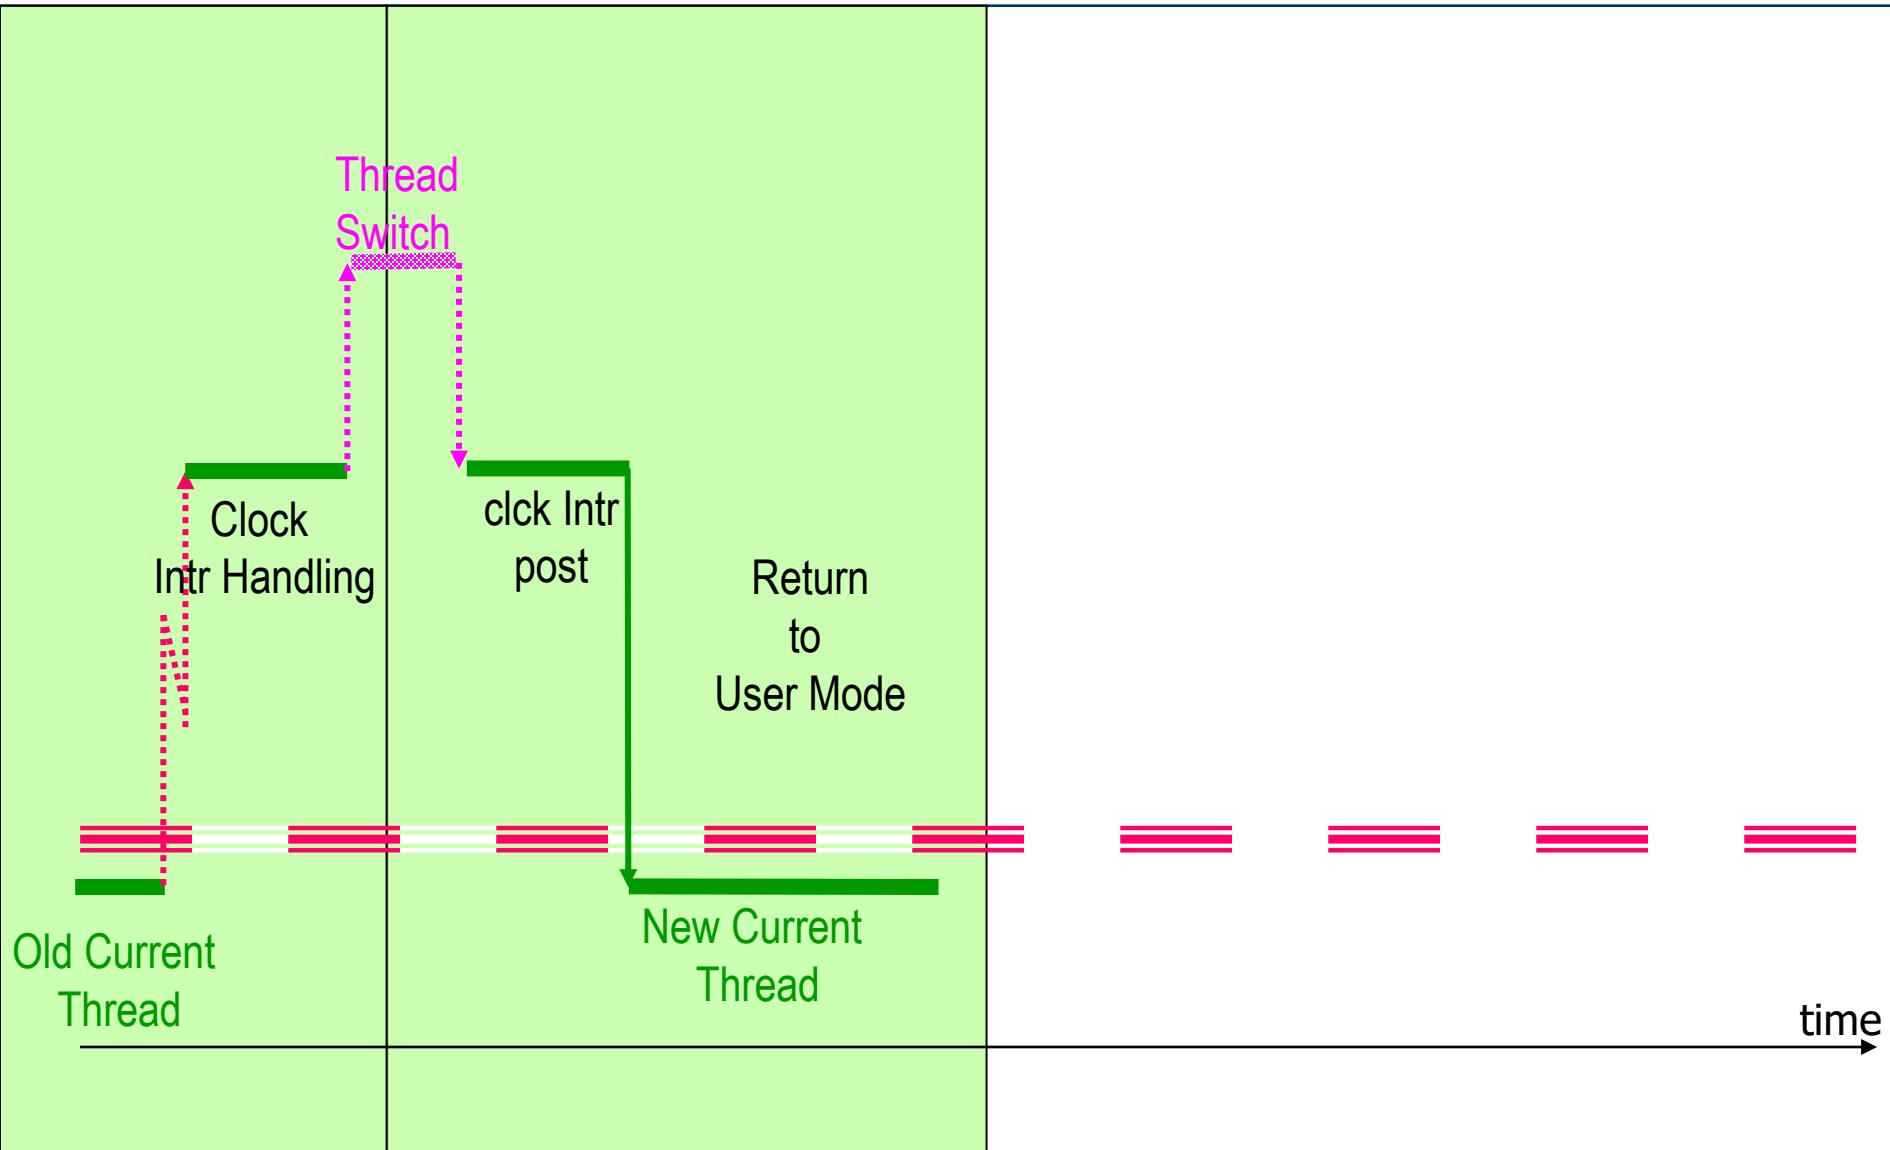 Thread
Switch
Clock
Intr Handling
clck Intr
post
Return
to
User Mode
Old Current
Thread
New Current
Thread
time